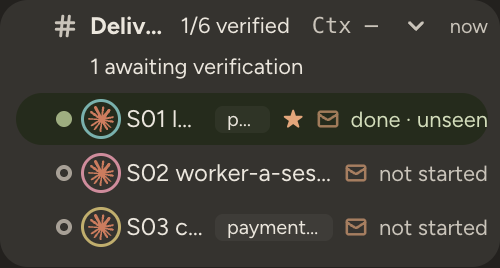 # Deliv... 1/6 verified Ctx – now
1 awaiting verification
S01 l... p... done · unseen
S02 worker-a-ses... not started
S03 c... payment... not started